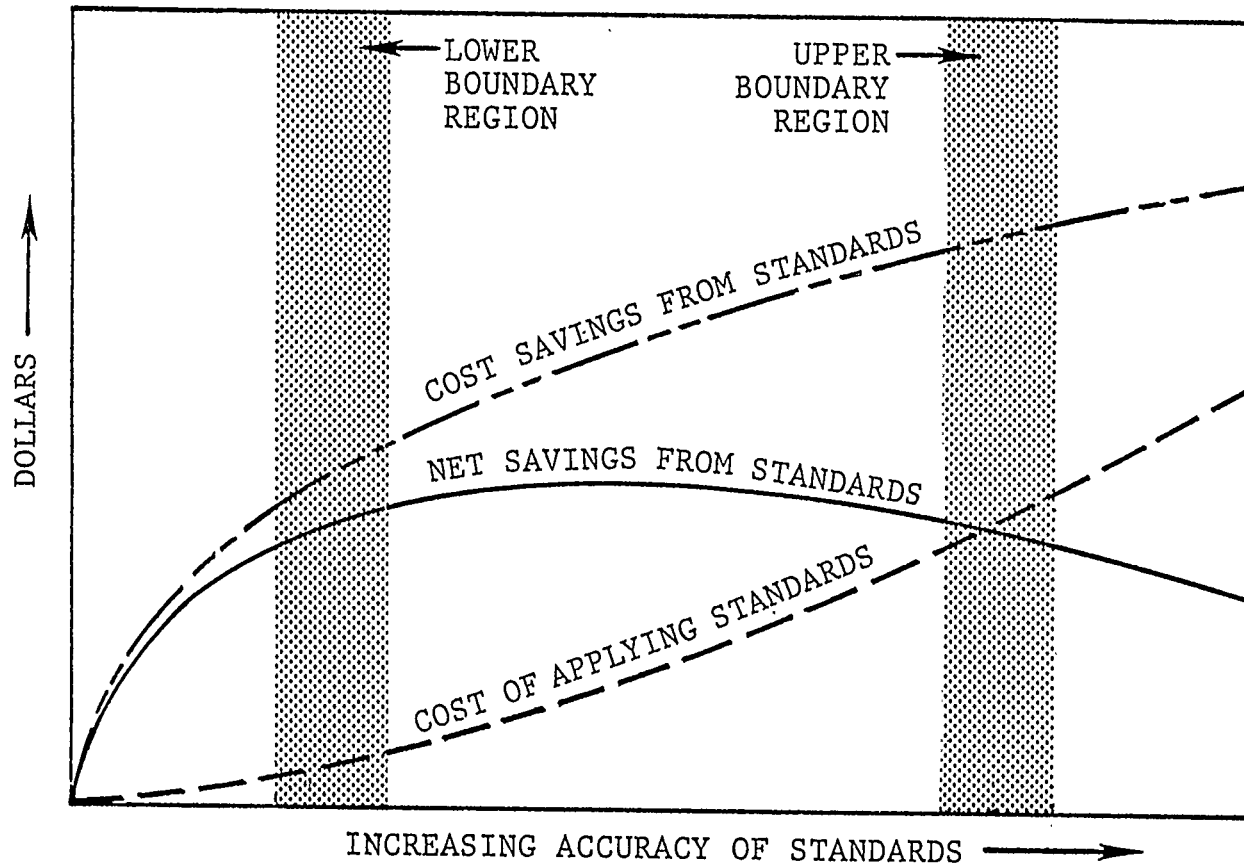 LOWER
BOUNDARY
REGION
UPPER
BOUNDARY
REGION
COST SAVINGS FROM STANDARDS
NET SAVINGS FROM STANDARDS
COST OF APPLYING STANDARDS
DOLLARS
INCREASING ACCURACY OF STANDARDS